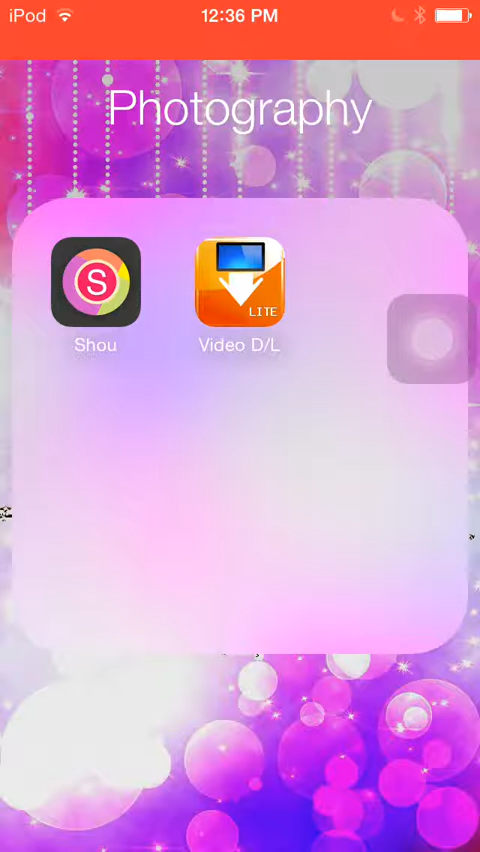 iPod 12:36 PM
Photography
S
LITE
Shou Video D/L